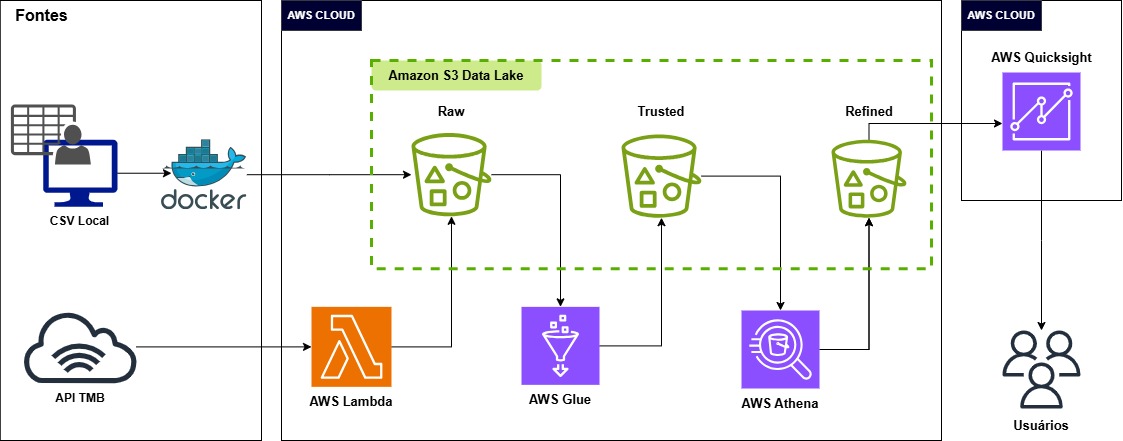 Fontes
AWS CLOUD
AWS CLOUD
AWS Quicksight
Amazon S3 Data Lake
Raw
Trusted
Refined
docker
CSV Local
API TMB
AWS Lambda
AWS Glue
AWS Athena
Usuários